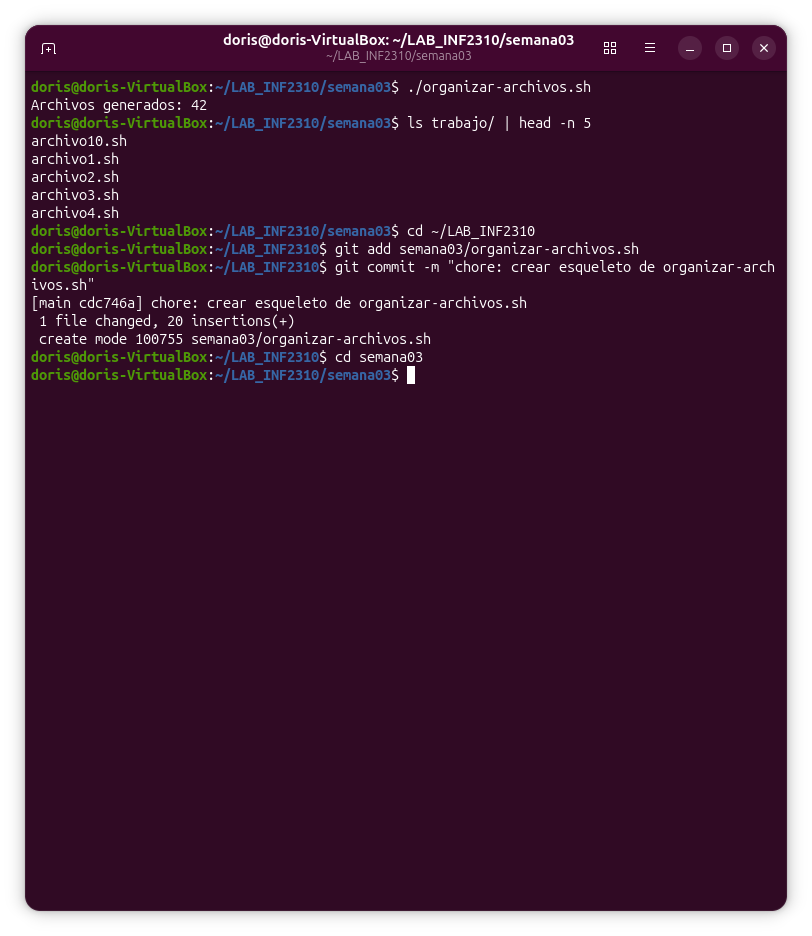 doris@doris-VirtualBox: ~/LAB_INF2310/semana03
~/LAB_INF2310/semana03
doris@doris-VirtualBox:~/LAB_INF2310/semana03$ ./organizar-archivos.sh
Archivos generados: 42
doris@doris-VirtualBox:~/LAB_INF2310/semana03$ ls trabajo/ | head -n 5
archivo10.sh
archivo1.sh
archivo2.sh
archivo3.sh
archivo4.sh
doris@doris-VirtualBox:~/LAB_INF2310/semana03$ cd ~/LAB_INF2310
doris@doris-VirtualBox:~/LAB_INF2310$ git add semana03/organizar-archivos.sh
doris@doris-VirtualBox:~/LAB_INF2310$ git commit -m "chore: crear esqueleto de organizar-arch
ivos.sh"
[main cdc746a] chore: crear esqueleto de organizar-archivos.sh
 1 file changed, 20 insertions(+)
 create mode 100755 semana03/organizar-archivos.sh
doris@doris-VirtualBox:~/LAB_INF2310$ cd semana03
doris@doris-VirtualBox:~/LAB_INF2310/semana03$